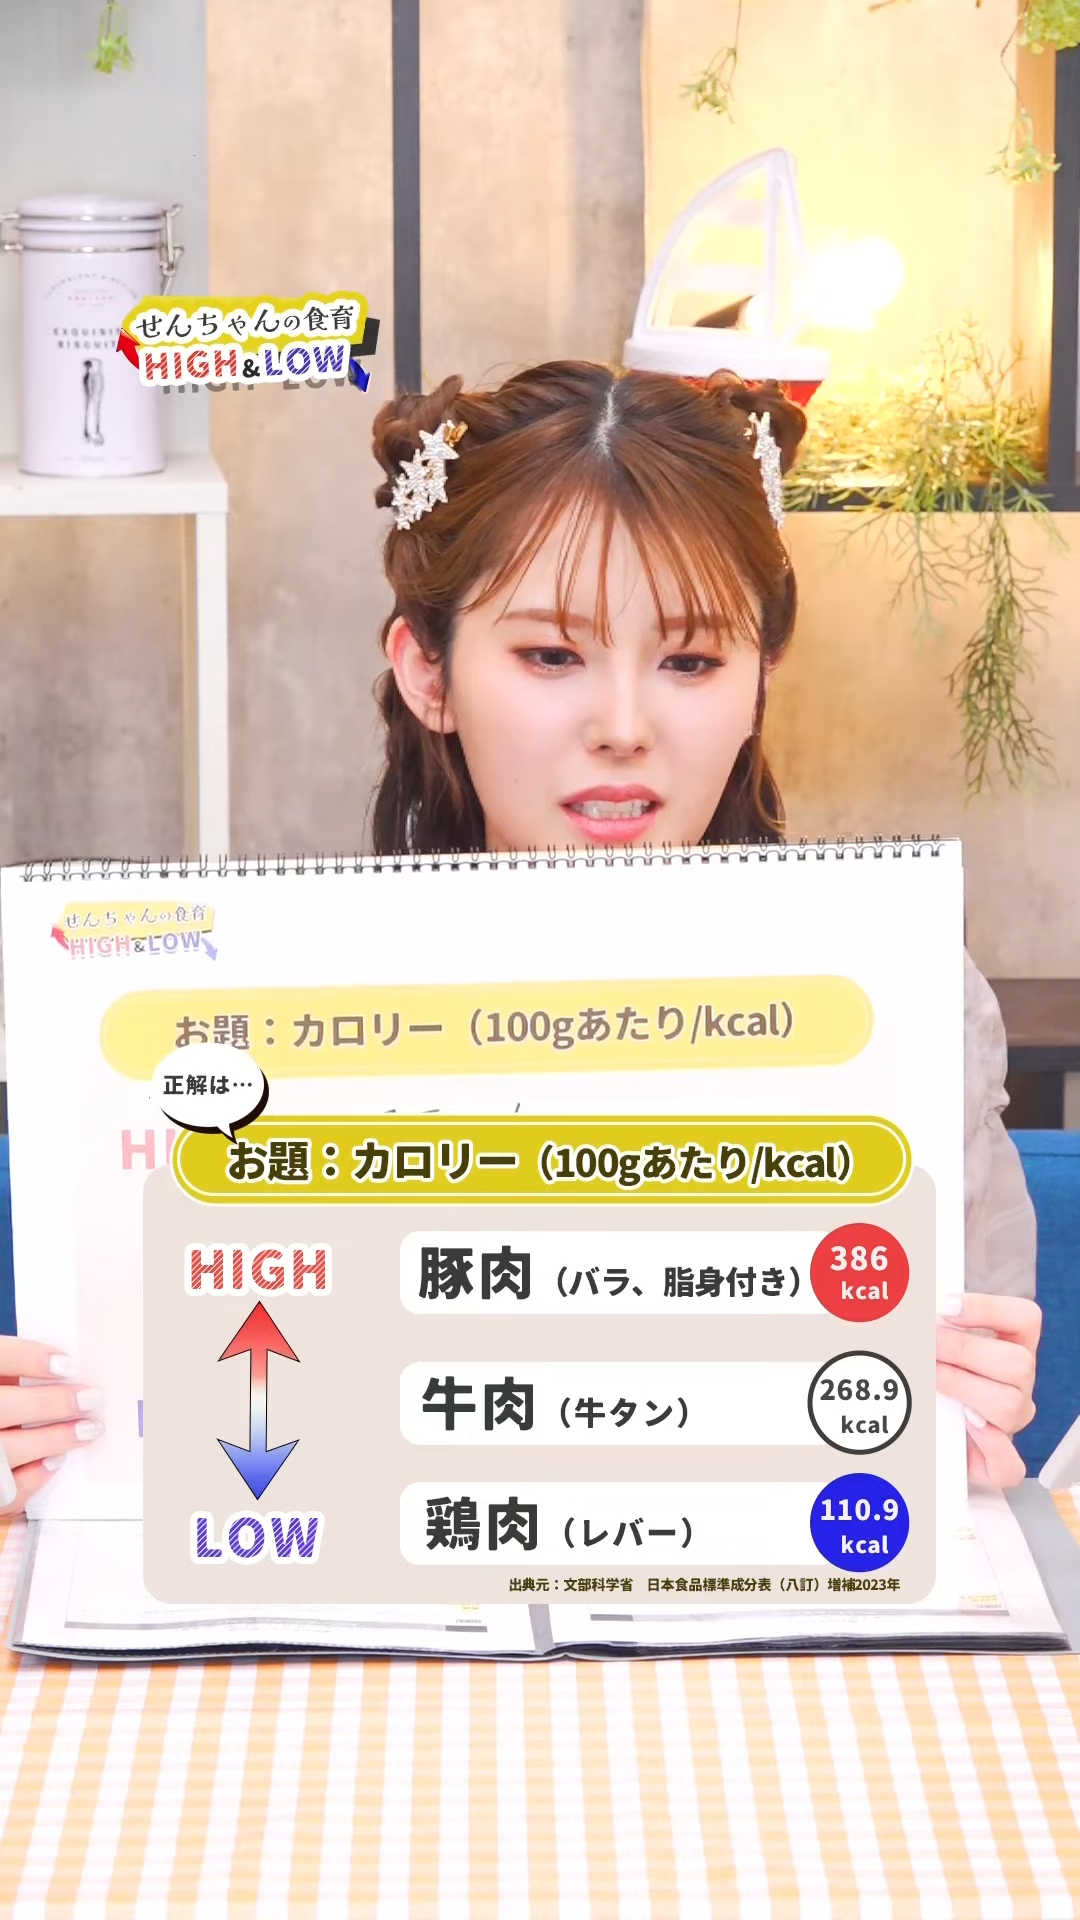 せんちゃんの食育
HIGH&LOW
せんちゃんの食育
HIGH&LOW
お題：カロリー（100gあたり/kcal）
正解は…
お題：カロリー（100gあたり/kcal）
HIGH
豚肉（バラ、脂身付き）
386
kcal
牛肉（牛タン）
268.9
kcal
LOW
鶏肉（レバー）
110.9
kcal
出典元：文部科学省　日本食品標準成分表（八訂）増補2023年